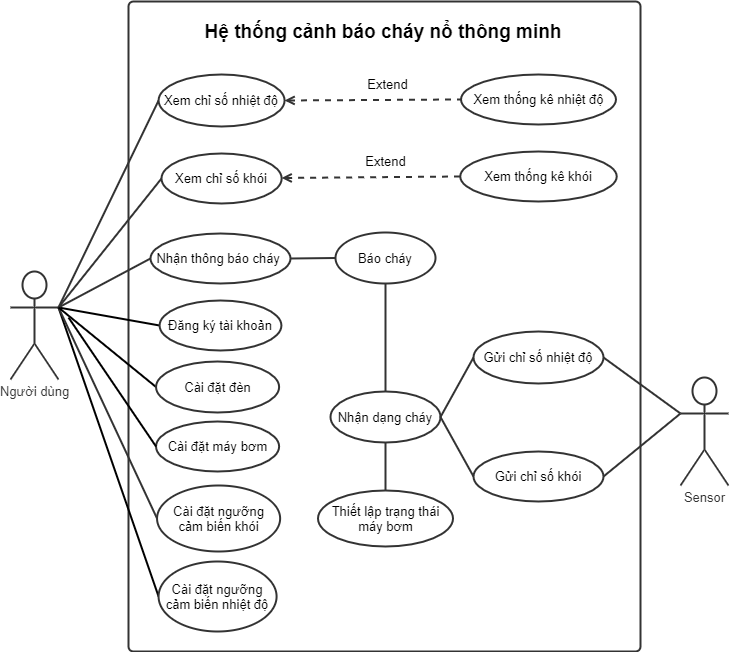 Hệ thống cảnh báo cháy nổ thông minh
Xem chỉ số nhiệt độ
Extend
Xem thống kê nhiệt độ
Xem chỉ số khói
Extend
Xem thống kê khói
Nhận thông báo cháy
Báo cháy
Đăng ký tài khoản
Gửi chỉ số nhiệt độ
Người dùng
Cài đặt đèn
Nhận dạng cháy
Cài đặt máy bơm
Gửi chỉ số khói
Sensor
Cài đặt ngưỡng
cảm biến khói
Thiết lập trạng thái
máy bơm
Cài đặt ngưỡng
cảm biến nhiệt độ